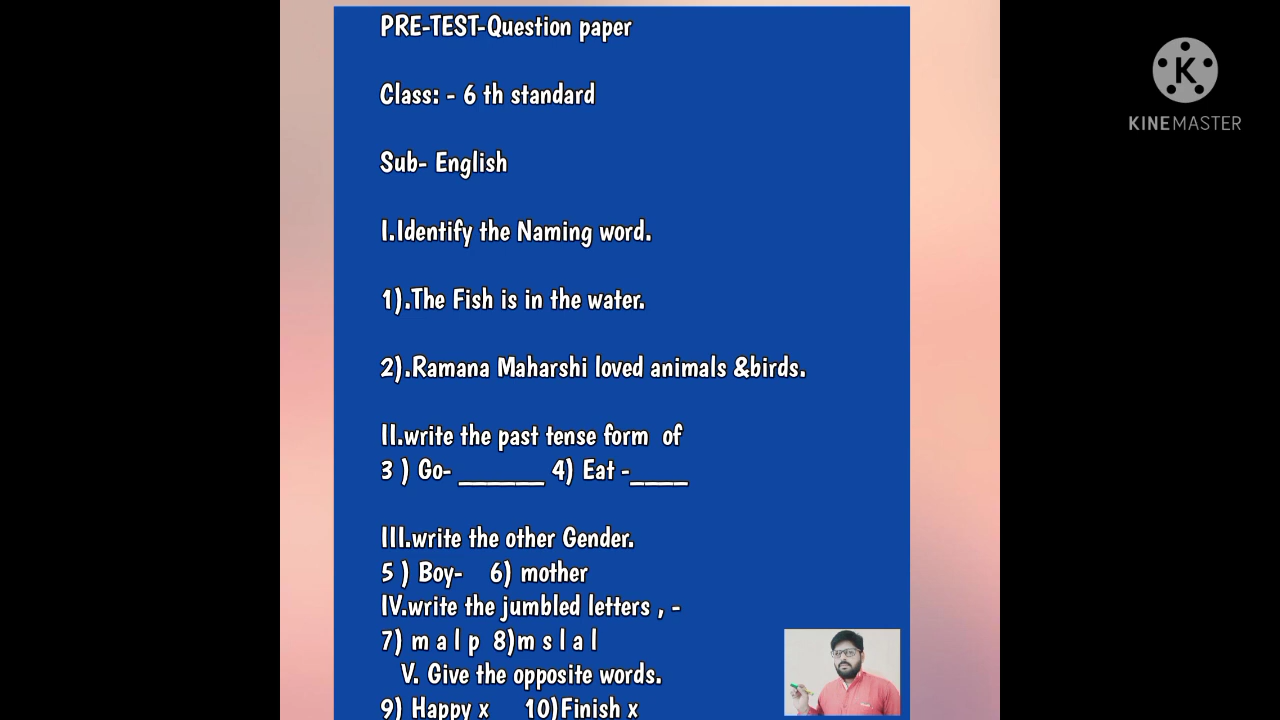 PRE-TEST-Question paper
Class: - 6 th standard
Sub- English
I.Identify the Naming word.
1).The Fish is in the water.
2).Ramana Maharshi loved animals &birds.
II.write the past tense form of
3 ) Go- ______ 4) Eat -____
III.write the other Gender.
5 ) Boy- 6) mother
IV.write the jumbled letters , -
7) m a l p 8)m s l a l
V. Give the opposite words.
9) Happy x 10)Finish x
K
KINEMASTER